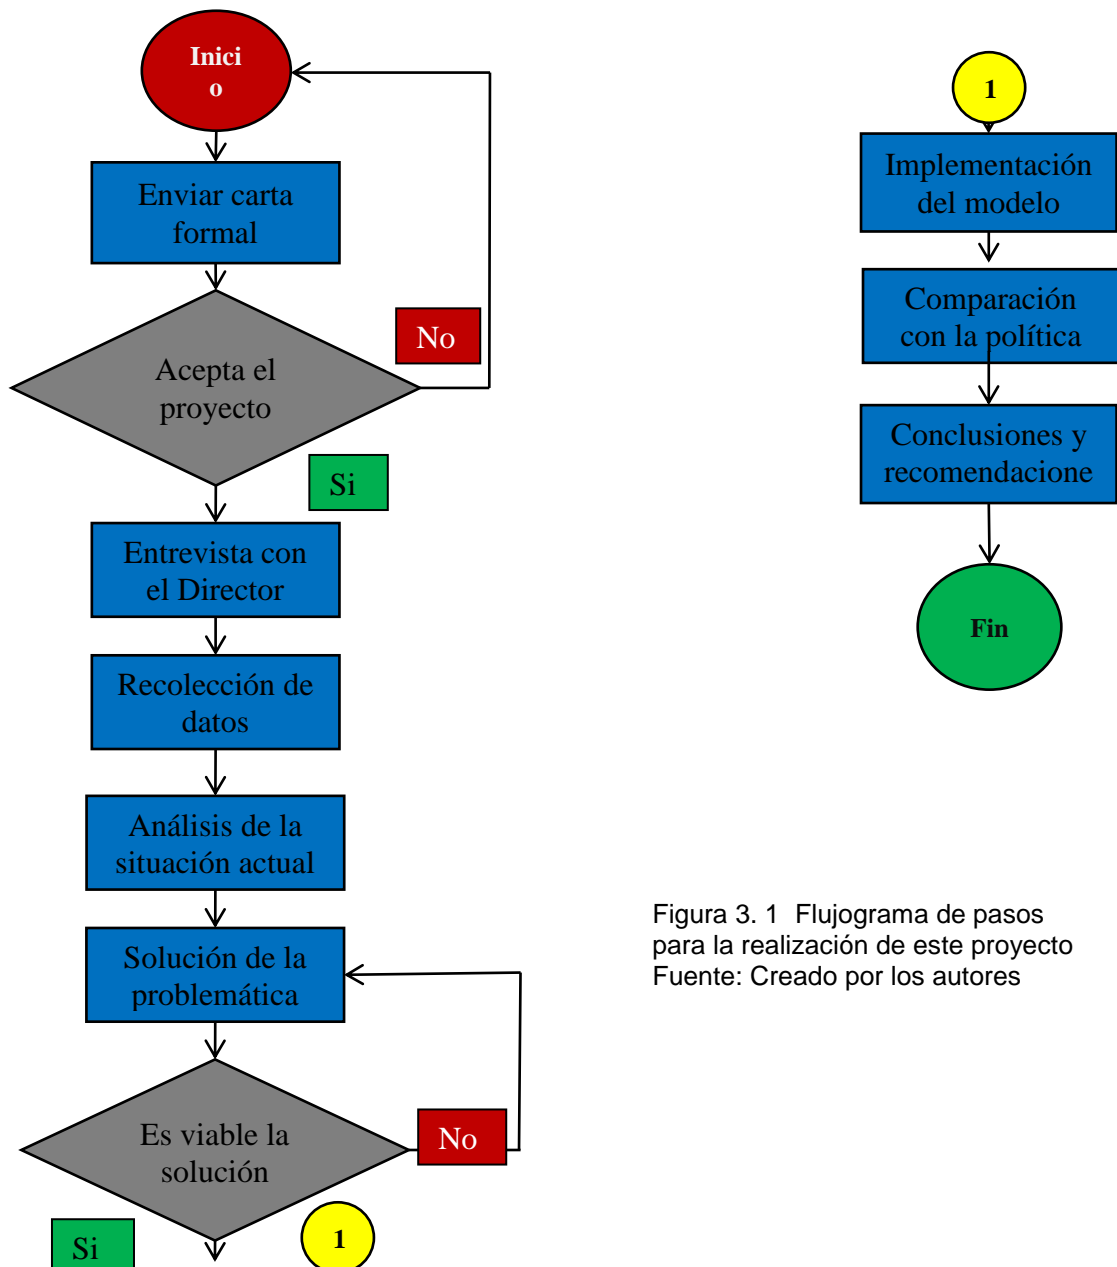 Inici
o
Enviar carta
formal
No
Acepta el
proyecto
Si
Entrevista con
el Director
Recolección de
datos
Análisis de la
situación actual
Solución de la
problemática
Es viable la
solución
No
Si
1
1
Implementación
del modelo
Comparación
con la política
Conclusiones y
recomendacione
Fin
Figura 3. 1 Flujograma de pasos
para la realización de este proyecto
Fuente: Creado por los autores